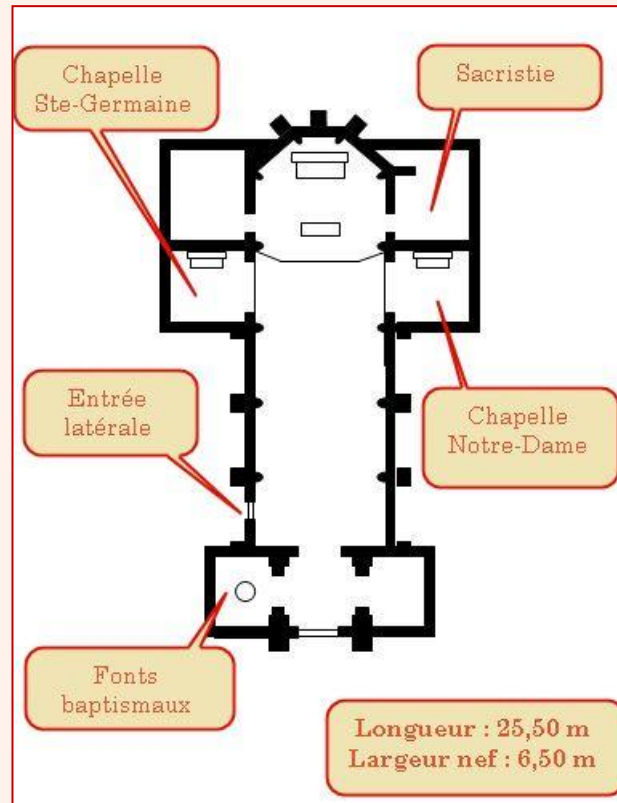 Chapelle
Ste-Germaine
Sacristie
Entrée
latérale
Chapelle
Notre-Dame
Fonts
baptismaux
Longueur : 25,50 m
Largeur nef : 6,50 m